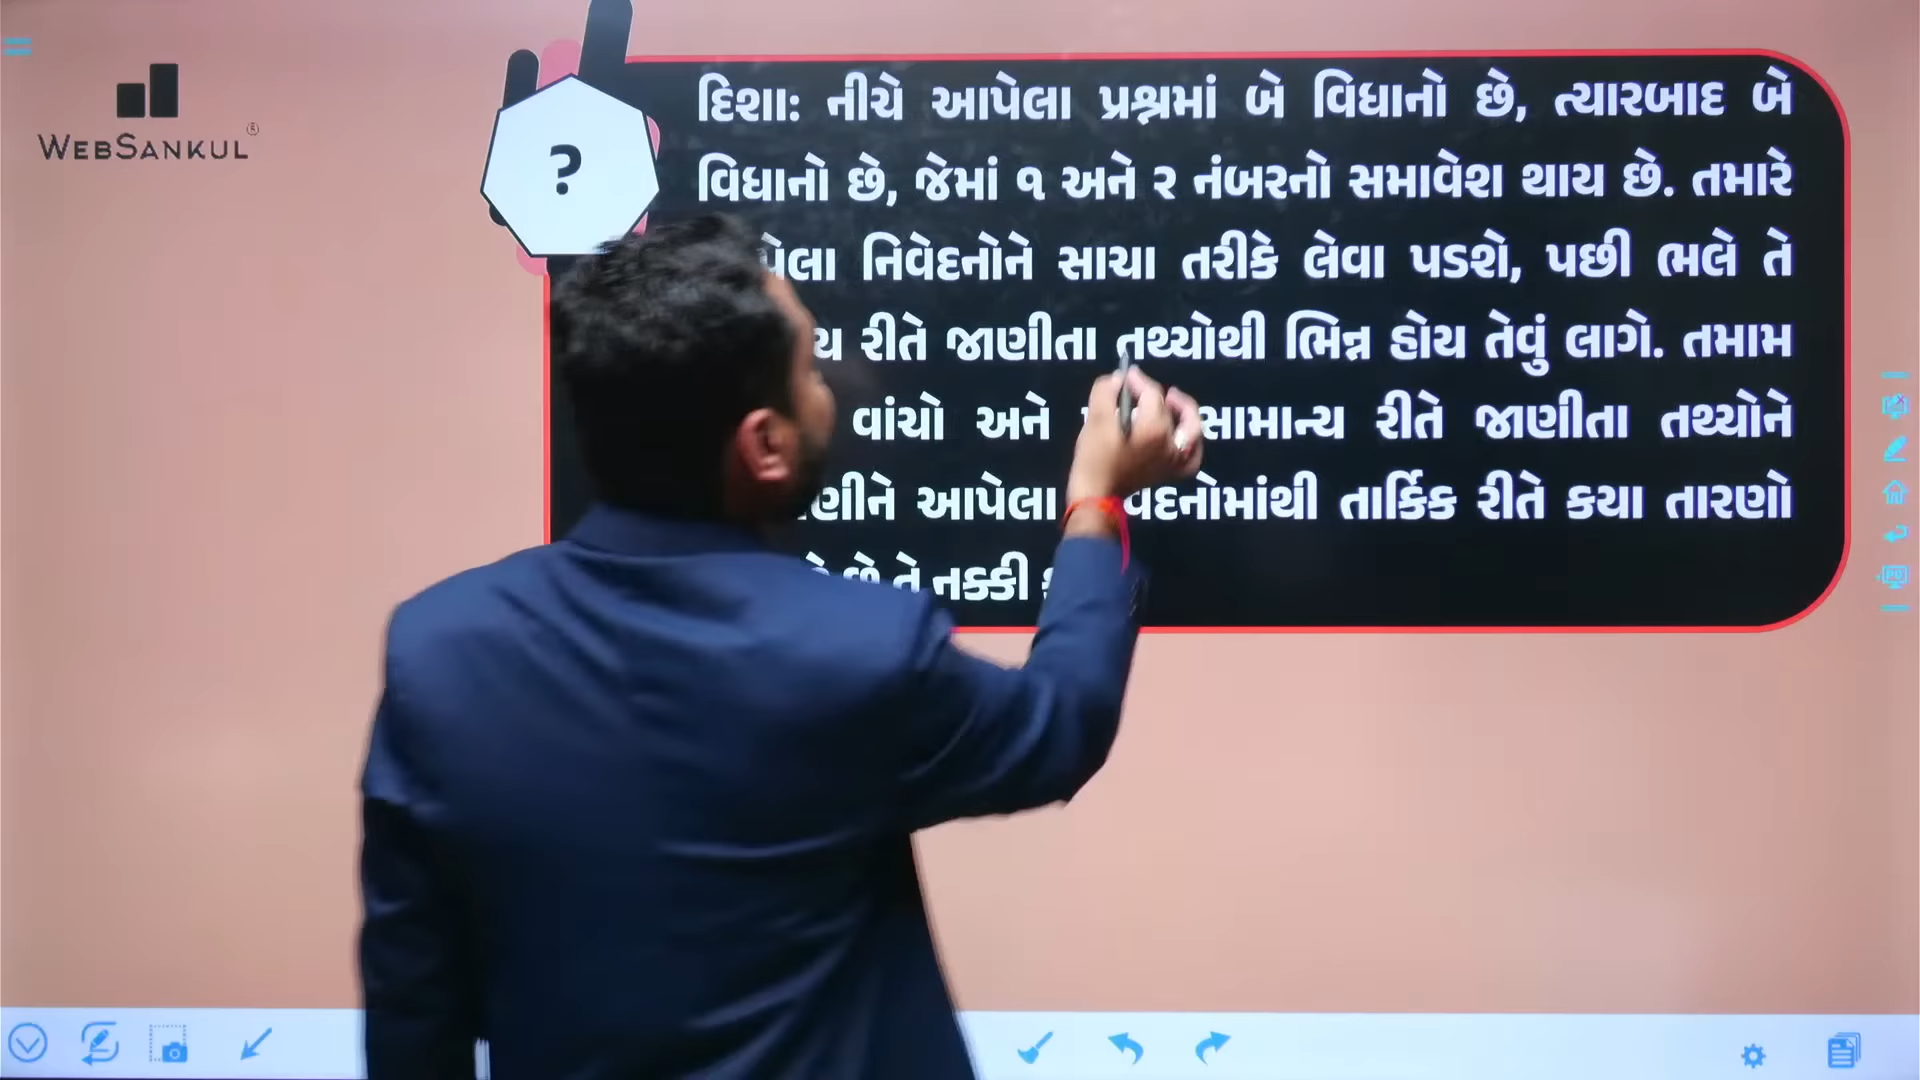 WEBSANKUL
?
દિશા: નીચે આપેલા પ્રશ્નમાં બે વિધાનો છે, ત્યારબાદ બે
વિધાનો છે, જેમાં ૧ અને ૨ નંબરનો સમાવેશ થાય છે. તમારે
નિવેદનોને સાચા તરીકે લેવા પડશે, પછી ભલે તે
રીતે જાણીતા તથ્યોથી ભિન્ન હોય તેવું લાગે. તમામ
વાંચો અને સામાન્ય રીતે જાણીતા તથ્યોને
આપેલા તાર્કિક રીતે કયા તારણો
છે તે નક્કી